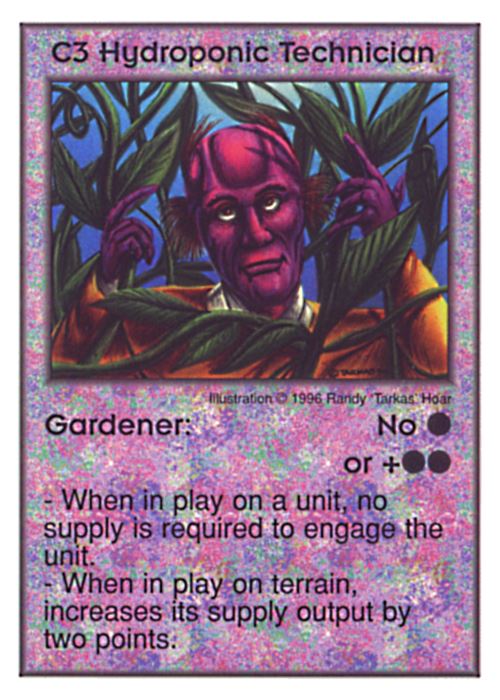 C3 Hydroponic Technician
Illustration © 1996 Randy 'Tarkas' Hoar
Gardener: No ●
or +●●
- When in play on a unit, no
supply is required to engage the
unit.
- When in play on terrain,
increases its supply output by
two points.